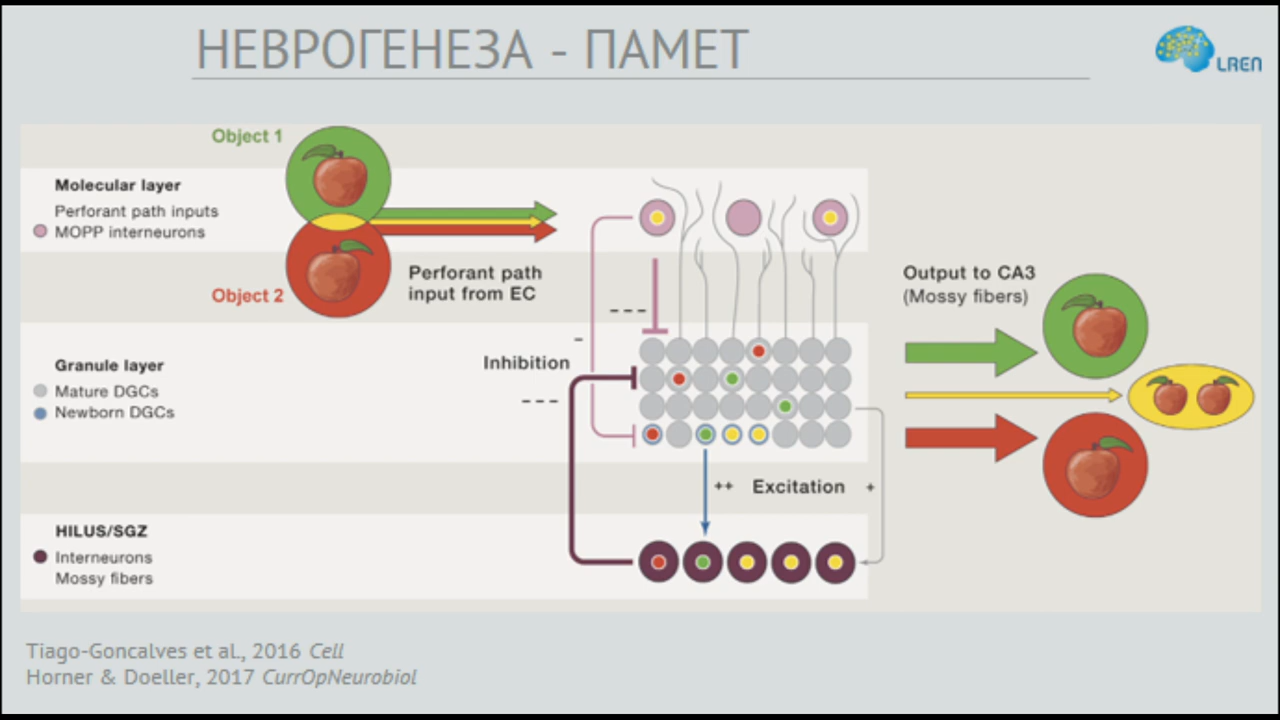 НЕВРОГЕНЕЗА - ПАМЕТ
LREN
Object 1
Molecular layer
Perforant path inputs
MOPP interneurons
Object 2
Perforant path
input from EC
Output to CA3
(Mossy fibers)
- - -
-
Inhibition
- - -
Granule layer
Mature DGCs
Newborn DGCs
++ Excitation +
HILUS/SGZ
Interneurons
Mossy fibers
Tiago-Goncalves et al., 2016 Cell
Horner & Doeller, 2017 CurrOpNeurobiol